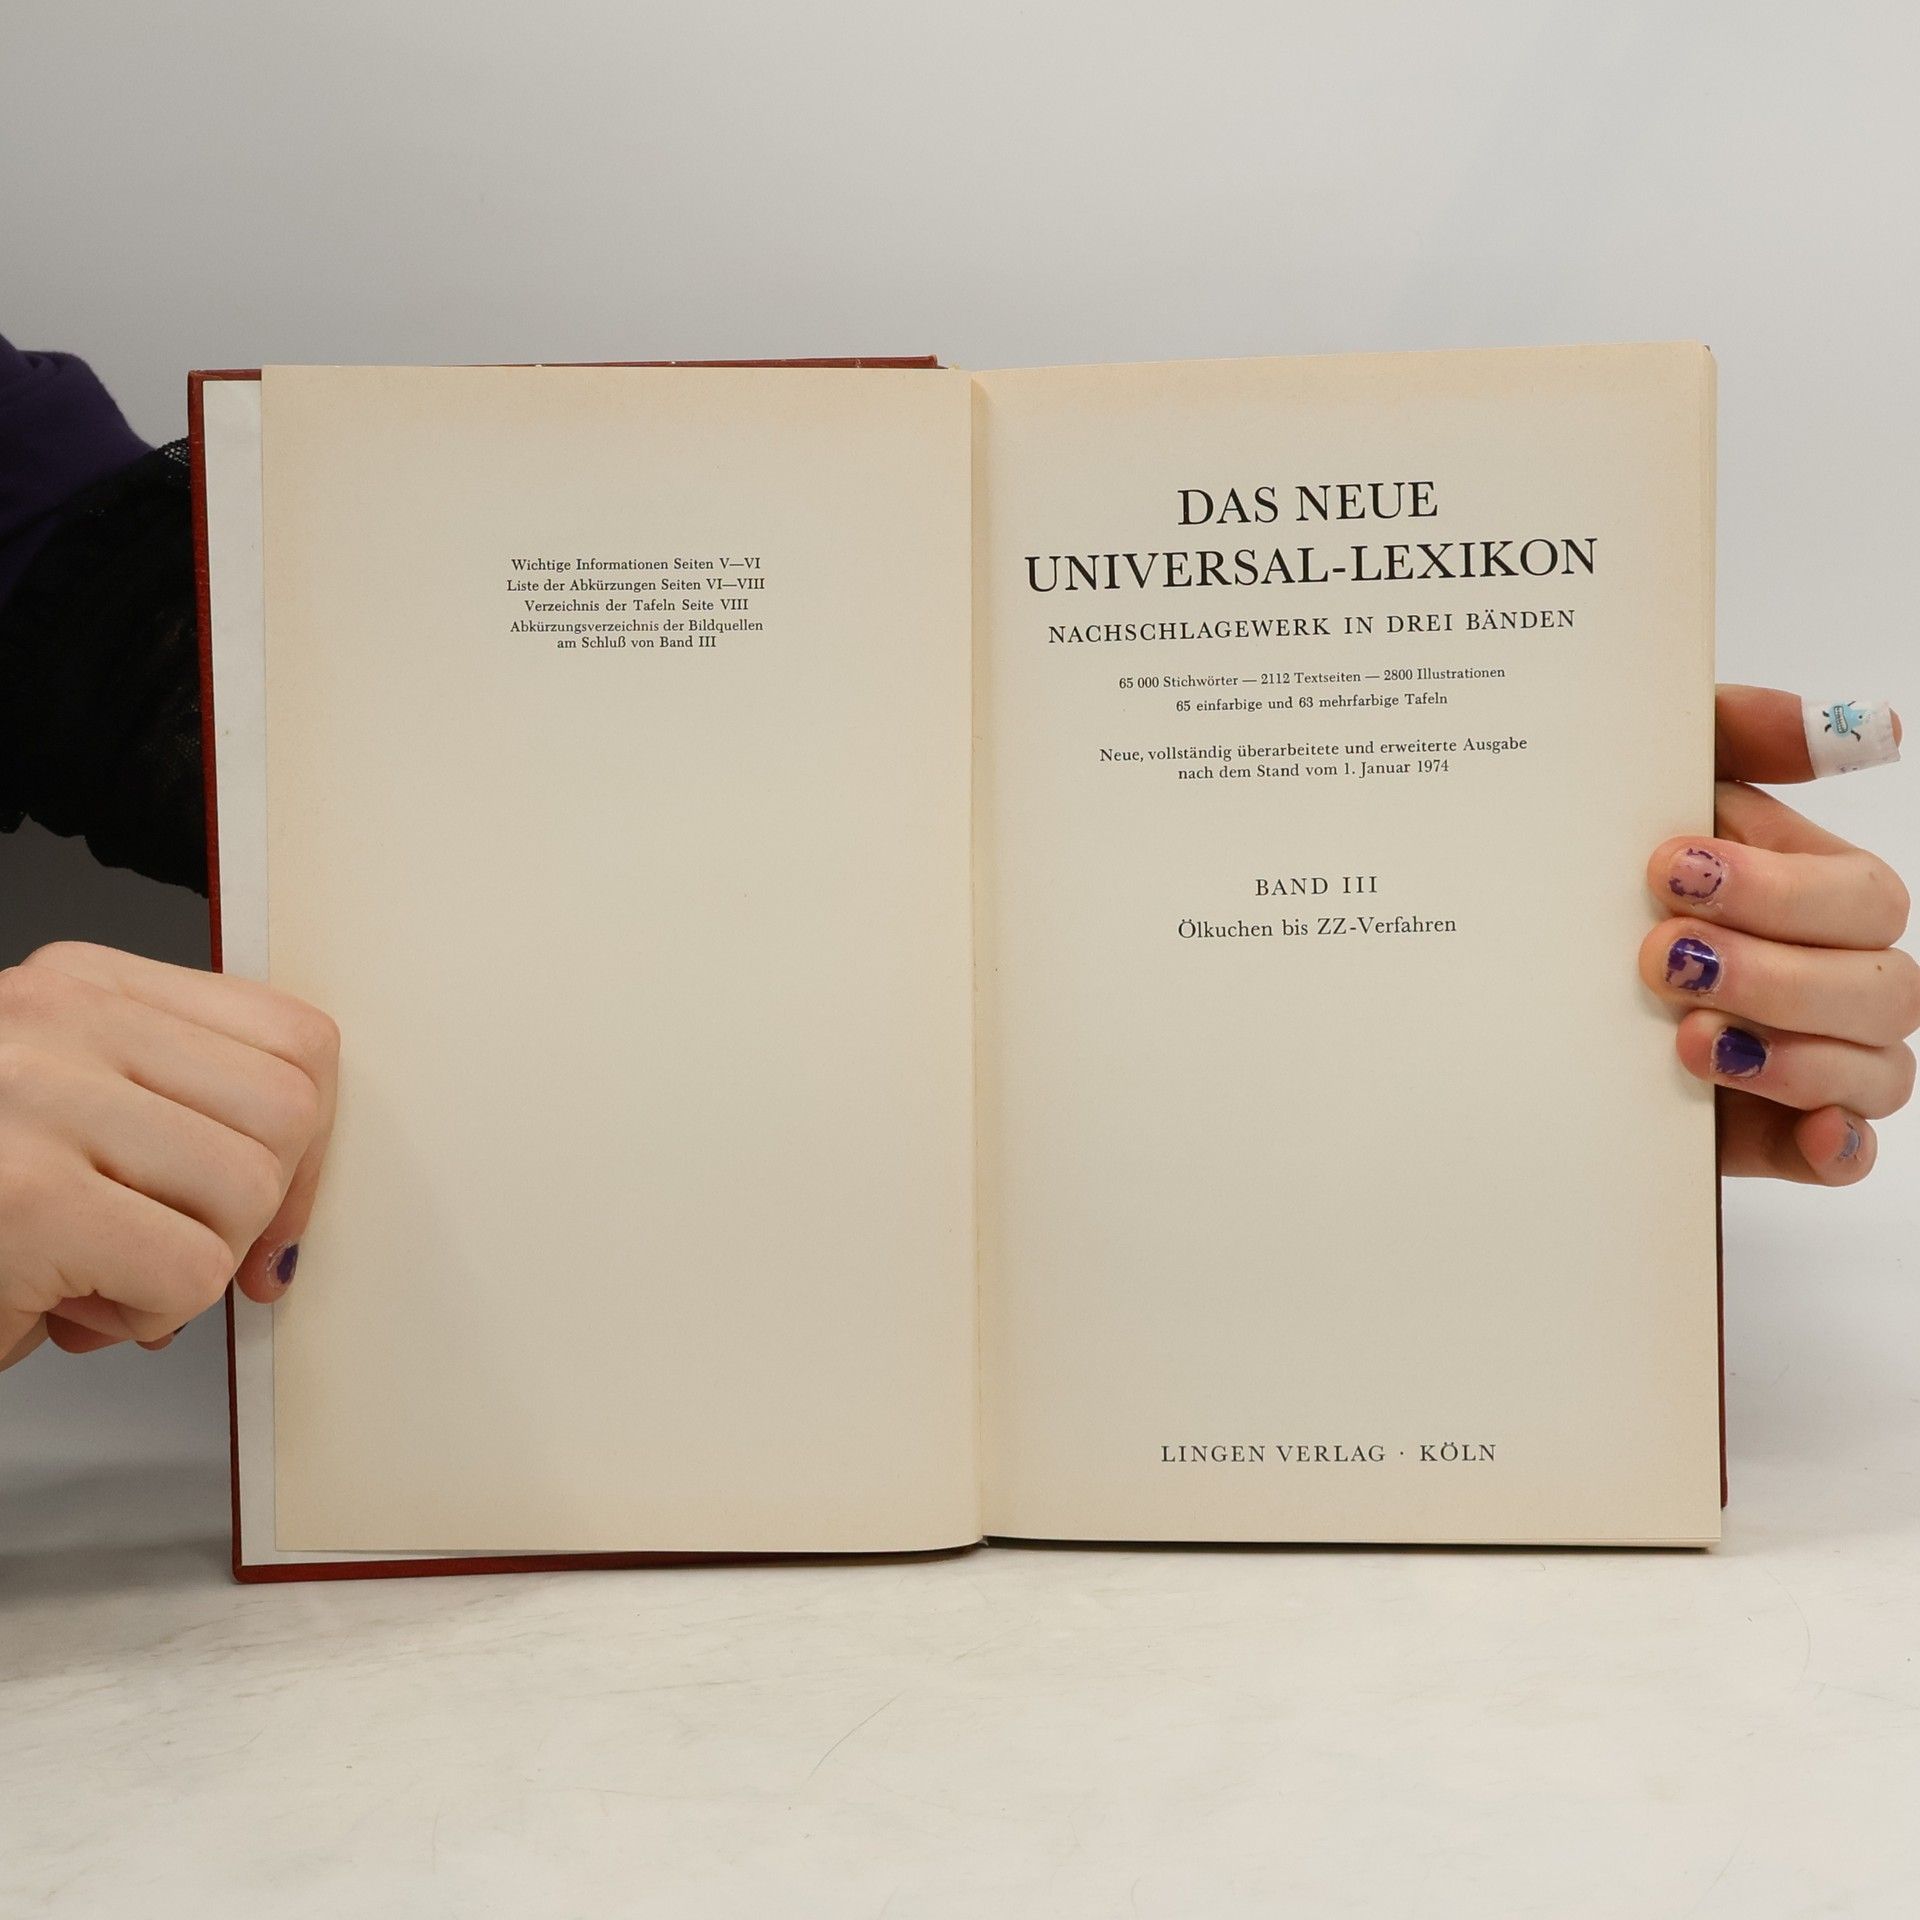 Wichtige Informationen Seiten V—VI
Liste der Abkürzungen Seiten VI—VIII
Verzeichnis der Tafeln Seite VIII
Abkürzungsverzeichnis der Bildquellen
am Schluß von Band III
DAS NEUE
UNIVERSAL-LEXIKON
NACHSCHLAGEWERK IN DREI BÄNDEN
65 000 Stichwörter — 2112 Textseiten — 2800 Illustrationen
65 einfarbige und 63 mehrfarbige Tafeln
Neue, vollständig überarbeitete und erweiterte Ausgabe
nach dem Stand vom 1. Januar 1974
BAND III
Ölkuchen bis ZZ-Verfahren
LINGEN VERLAG · KÖLN